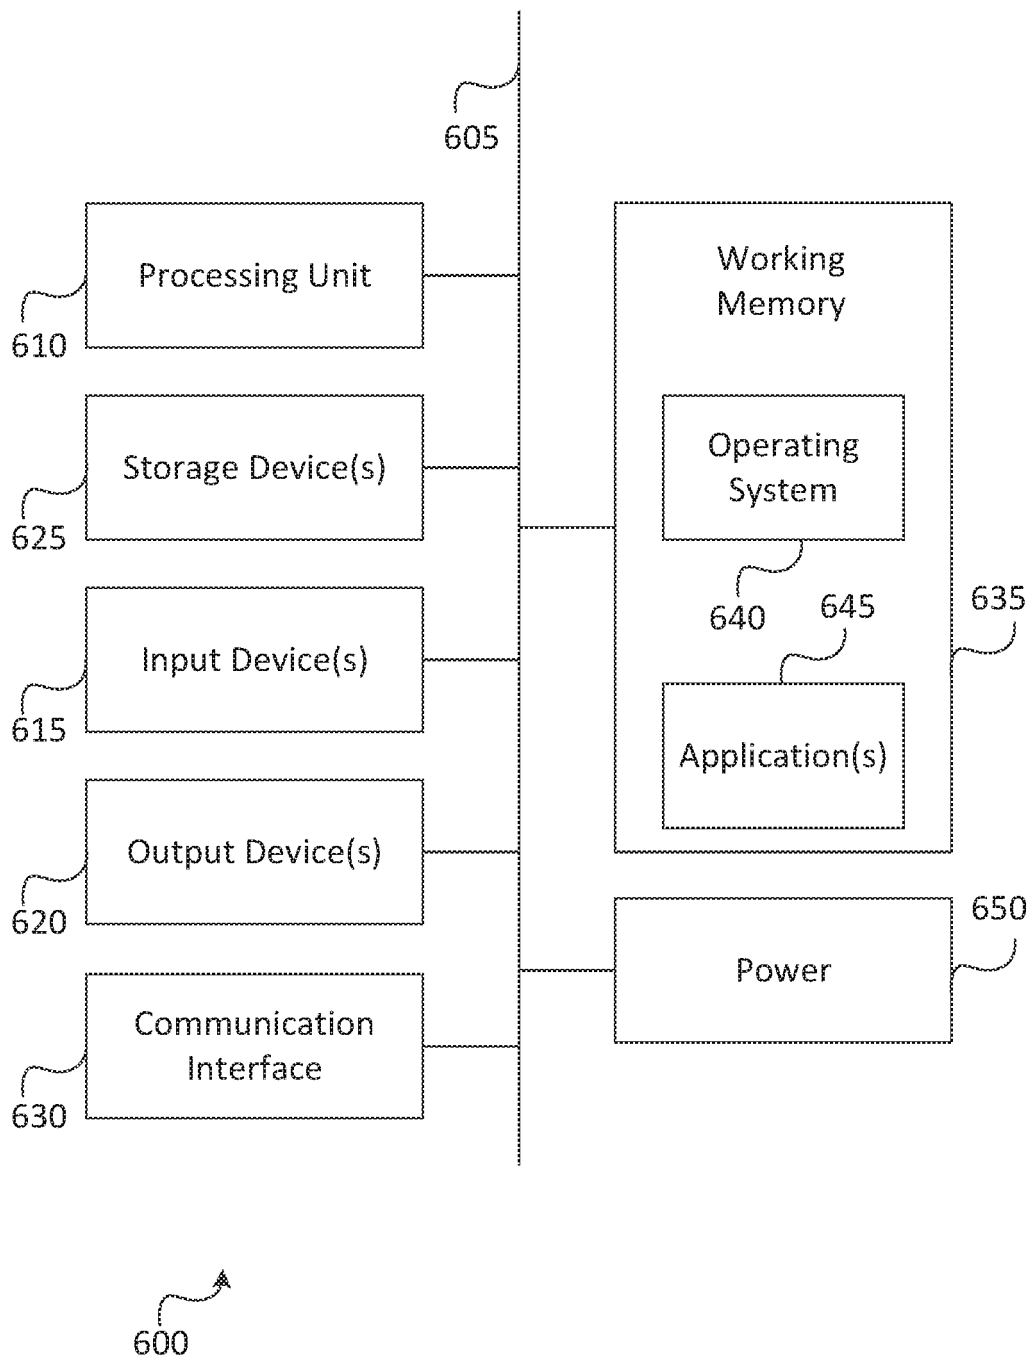 605
Processing Unit
610
Storage Device(s)
625
Input Device(s)
615
Output Device(s)
620
Communication
Interface
630
Working
Memory
Operating
System
640
645
635
Application(s)
650
Power
600